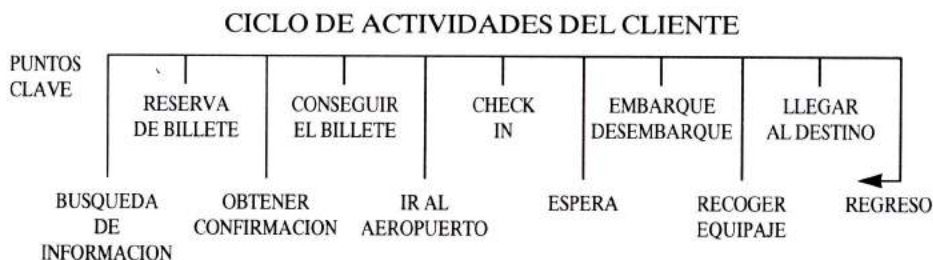 CICLO DE ACTIVIDADES DEL CLIENTE
PUNTOS
CLAVE
RESERVA
DE BILLETE
CONSEGUIR
EL BILLETE
CHECK
IN
EMBARQUE
DESEMBARQUE
LLEGAR
AL DESTINO
BUSQUEDA
DE
INFORMACION
OBTENER
CONFIRMACION
IR AL
AEROPUERTO
ESPERA
RECOGER
EQUIPAJE
REGRESO